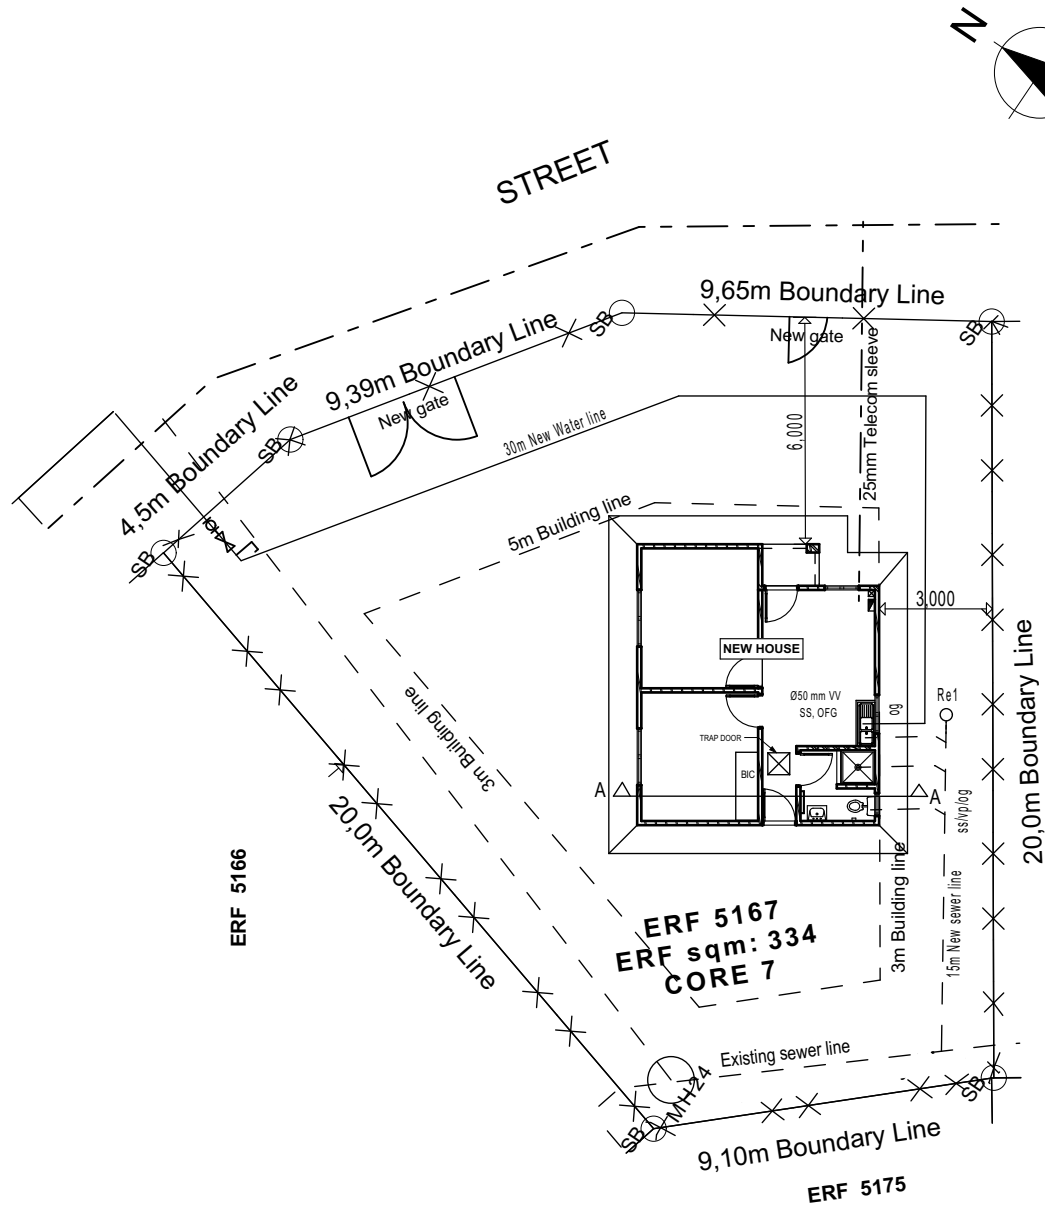 N
STREET
9,65m Boundary Line
SB
SB
9,39m Boundary Line
New gate
New gate
4,5m Boundary Line
SB
30m New Water line
6,000
25mm Telecom sleeve
5m Building line
SB
3,000
NEW HOUSE
20,0m Boundary Line
Ø50 mm VV
SS, OFG
og
Re1
3m Building line
TRAP DOOR
BIC
A
A
ss/vp/og
20,0m Boundary Line
ERF 5166
3m Building line
15m New sewer line
ERF 5167
ERF sqm: 334
CORE 7
Existing sewer line
MH24
SB
SB
9,10m Boundary Line
ERF 5175